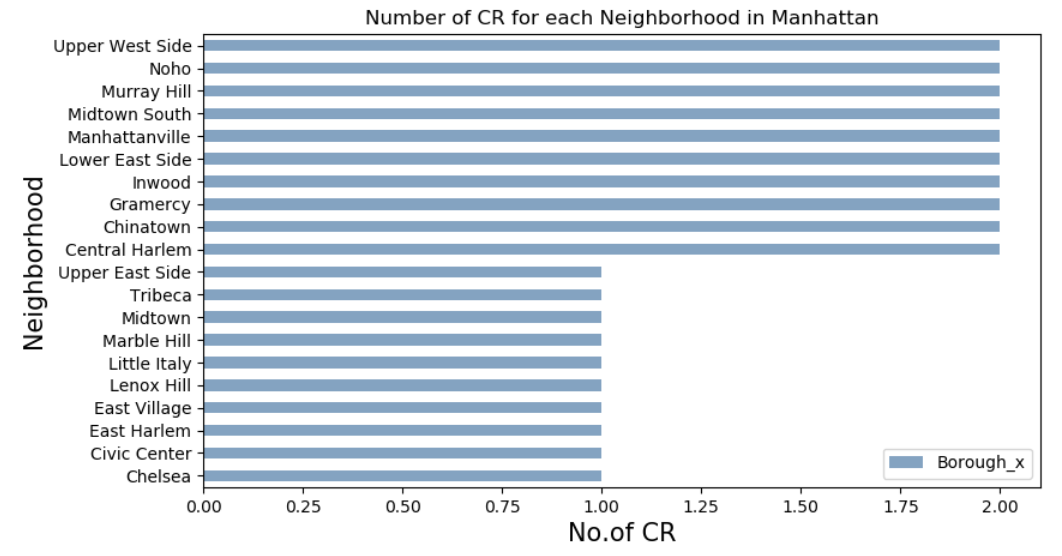 Number of CR for each Neighborhood in Manhattan
Neighborhood
Upper West Side
Noho
Murray Hill
Midtown South
Manhattanville
Lower East Side
Inwood
Gramercy
Chinatown
Central Harlem
Upper East Side
Tribeca
Midtown
Marble Hill
Little Italy
Lenox Hill
East Village
East Harlem
Civic Center
Chelsea
Borough_x
0.00 0.25 0.50 0.75 1.00 1.25 1.50 1.75 2.00
No.of CR